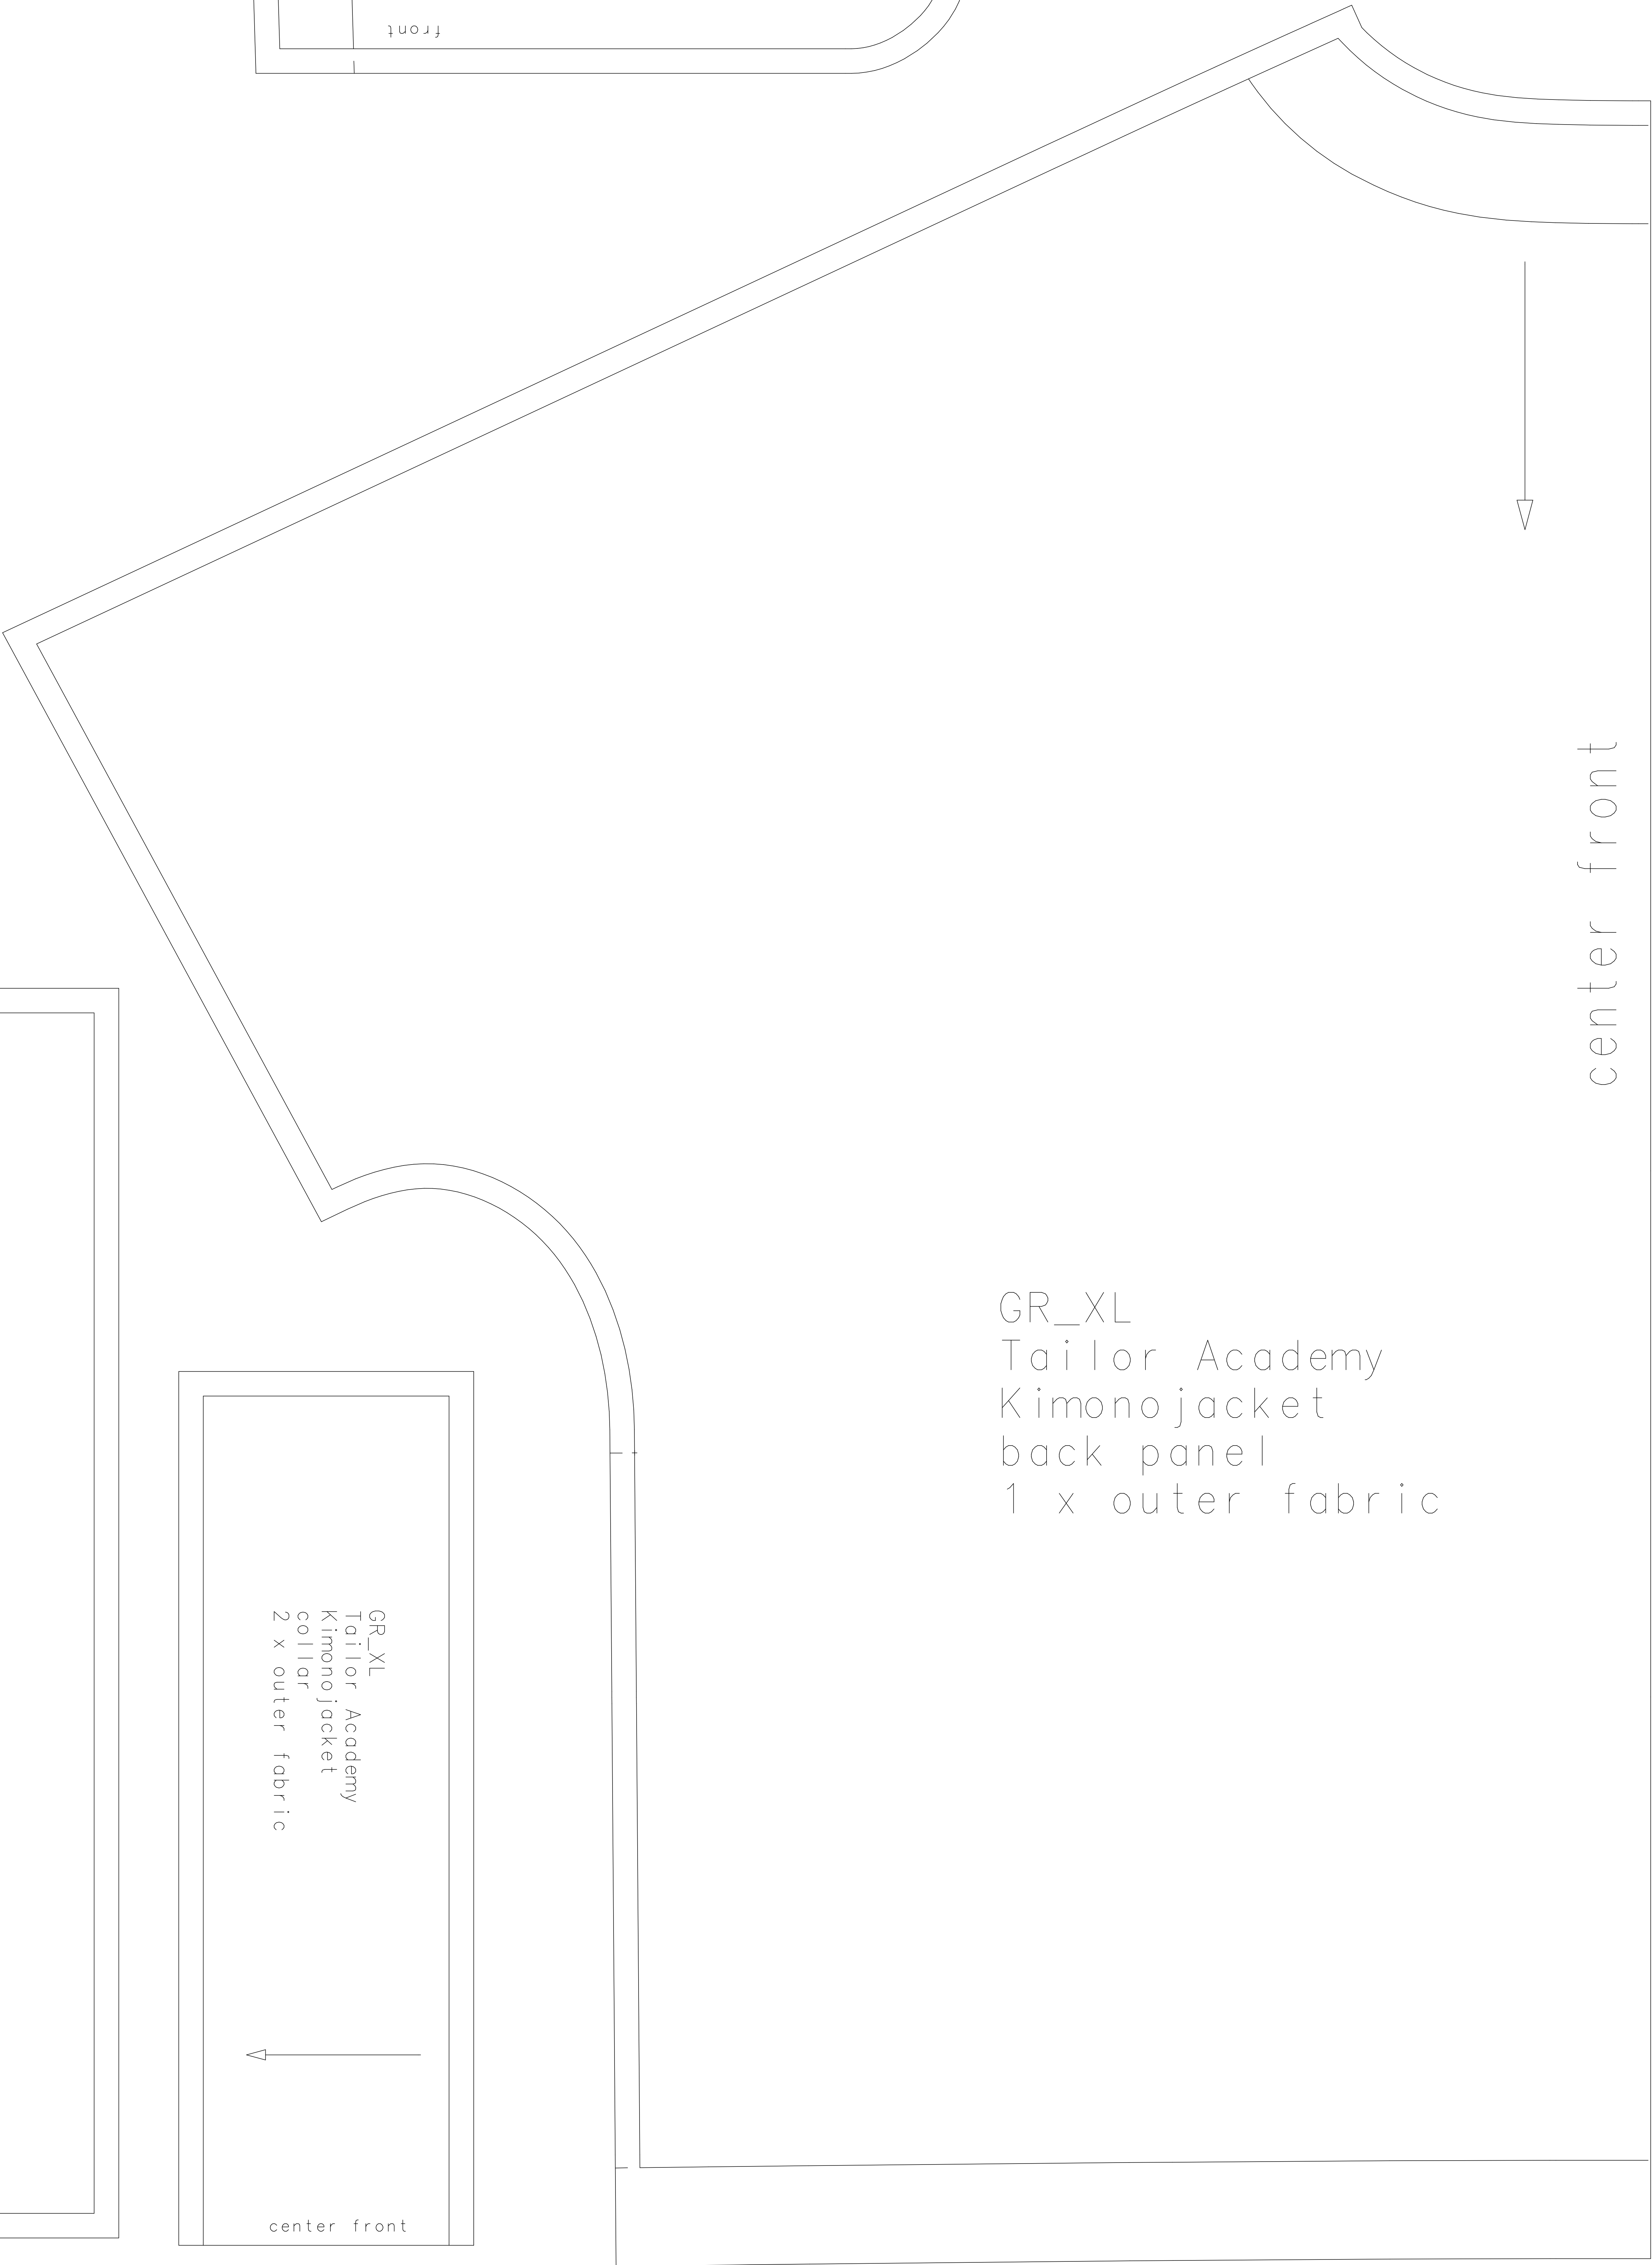 front
center front
GR_XL
Tailor Academy
Kimonojacket
back panel
1 x outer fabric
GR_XL
Tailor Academy
Kimonojacket
collar
2 x outer fabric
center front